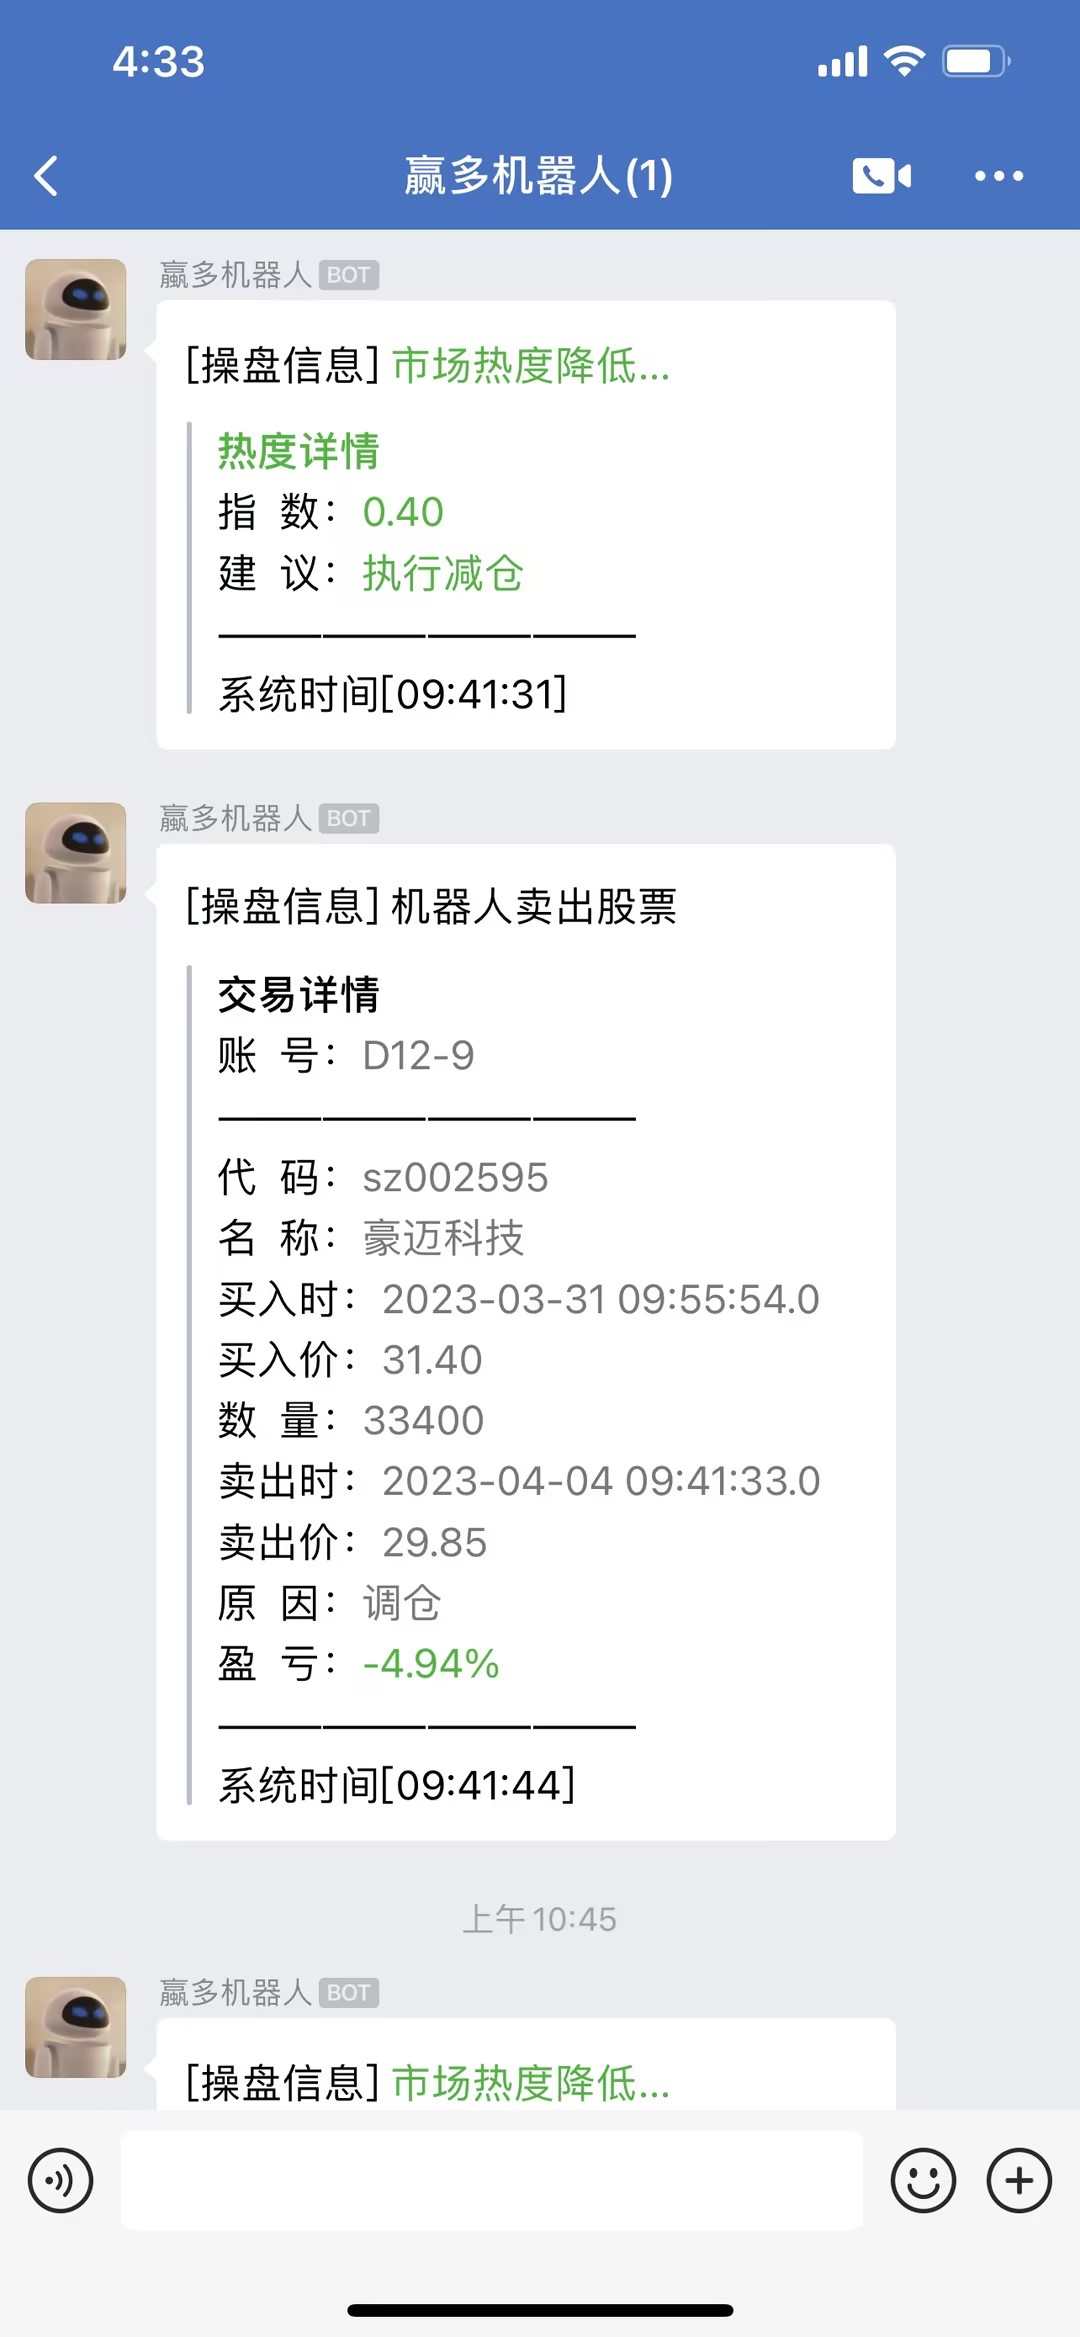 4:33
赢多机器人(1)
赢多机器人 BOT
[操盘信息] 市场热度降低...
热度详情
指 数： 0.40
建 议： 执行减仓
————————
系统时间[09:41:31]
赢多机器人 BOT
[操盘信息] 机器人卖出股票
交易详情
账 号： D12-9
————————
代 码： sz002595
名 称： 豪迈科技
买入时： 2023-03-31 09:55:54.0
买入价： 31.40
数 量： 33400
卖出时： 2023-04-04 09:41:33.0
卖出价： 29.85
原 因： 调仓
盈 亏： -4.94%
————————
系统时间[09:41:44]
上午 10:45
赢多机器人 BOT
[操盘信息] 市场热度降低...